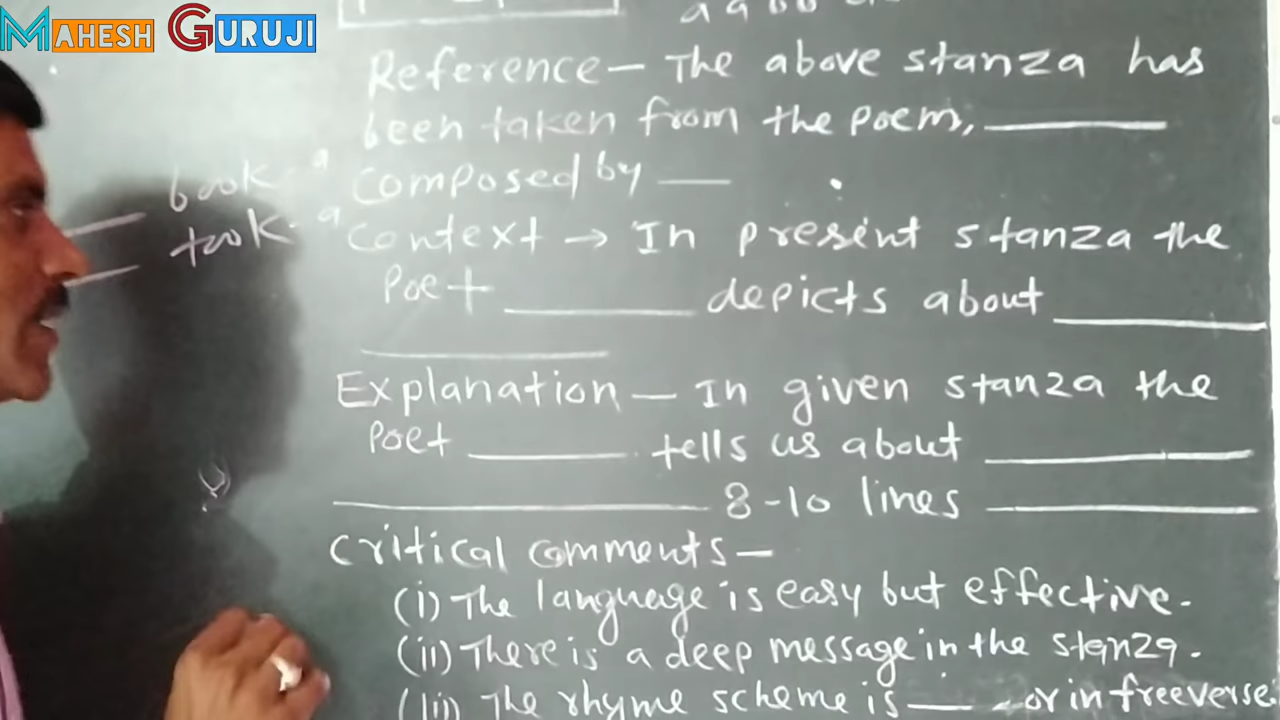 MAHESH GURUJI
a a b b
Reference - The above stanza has
been taken from the poem, ______
book - a
composed by ___
took - a
Context → In present stanza the
Poet ______ depicts about ______
______
Explanation - In given stanza the
Poet ______ tells us about ______
______ 8-10 lines ______
Critical comments -
(i) The language is easy but effective.
(ii) There is a deep message in the stanza.
(iii) The rhyme scheme is ___ or in freeverse